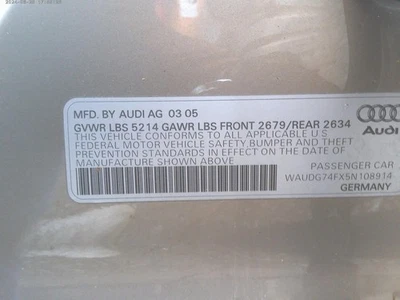 MFD. BY AUDI AG 03 05
GVWR LBS 5214 GAWR LBS FRONT 2679/REAR 2634
THIS VEHICLE CONFORMS TO ALL APPLICABLE U S
FEDERAL MOTOR VEHICLE SAFETY,BUMPER AND THEFT
PREVENTION STANDARDS IN EFFECT ON THE DATE OF
MANUFACTURE SHOWN ABOVE
Audi
PASSENGER CAR
WAUDG74FX5N108914
GERMANY